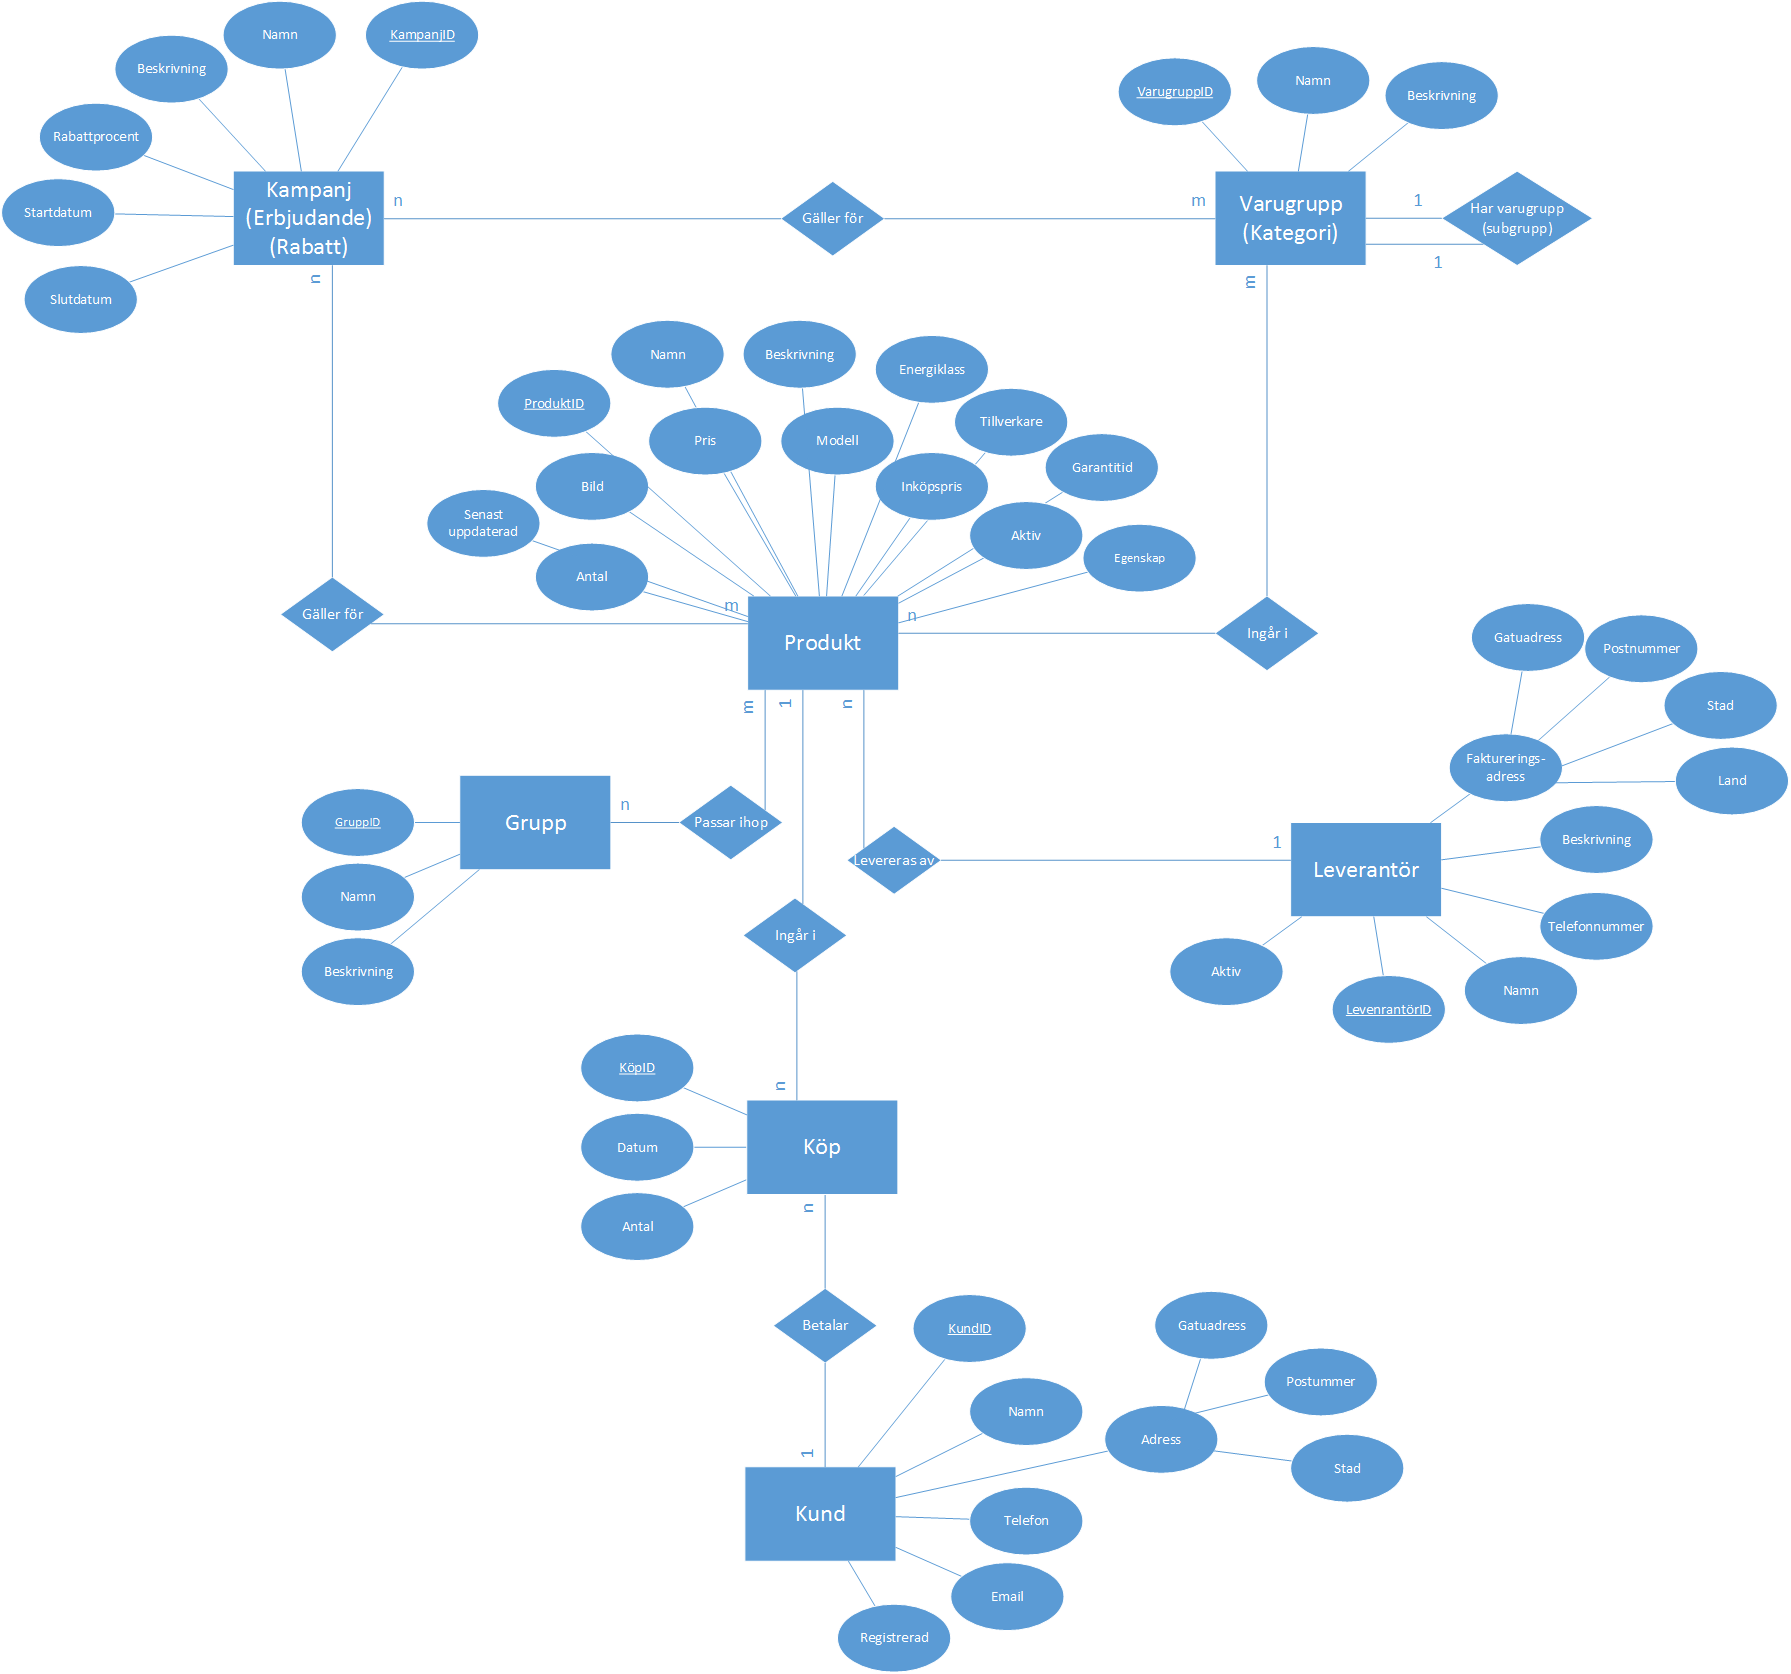 Namn
KampanjID
Beskrivning
Rabattprocent
Startdatum
Slutdatum
Kampanj
(Erbjudande)
(Rabatt)
n
n
Gäller för
m
VarugruppID
Namn
Beskrivning
Varugrupp
(Kategori)
1
1
Har varugrupp
(subgrupp)
m
Namn
Beskrivning
Energiklass
ProduktID
Pris
Modell
Tillverkare
Garantitid
Bild
Inköpspris
Senast
uppdaterad
Aktiv
Egenskap
Antal
Gäller för
m
n
Produkt
Ingår i
m
1
n
Gatuadress
Postnummer
Stad
Fakturerings-
adress
Land
GruppID
Namn
Beskrivning
Grupp
n
Passar ihop
Levereras av
1
Leverantör
Beskrivning
Telefonnummer
Aktiv
LevenrantörID
Namn
Ingår i
n
KöpID
Datum
Antal
Köp
n
Betalar
1
KundID
Namn
Gatuadress
Postummer
Adress
Stad
Kund
Telefon
Email
Registrerad